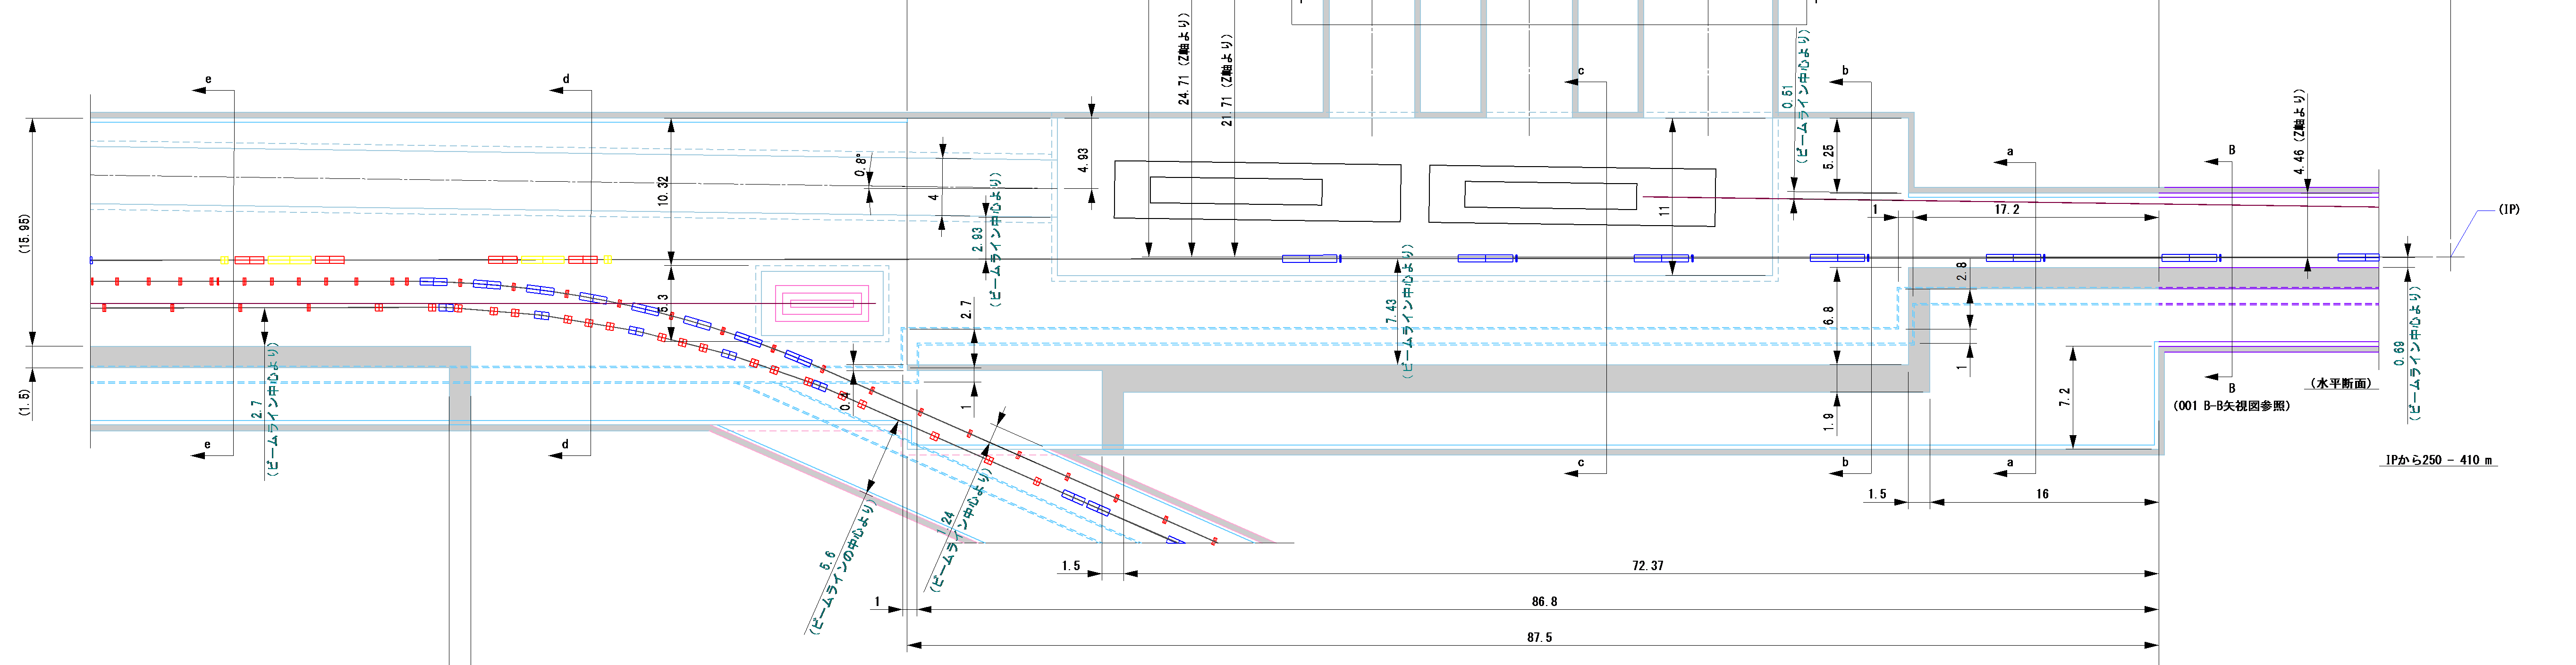 e
d
24.71 (Z軸より)
21.71 (Z軸より)
c
0.51
(ビームライン中心より)
b
4.46 (Z軸より)
a
B
(IP)
(15.95)
10.32
0.8°
4
4.93
2.93
(ビームライン中心より)
11
5.25
1
17.2
5.3
2.7
7.43
(ビームライン中心より)
6.8
2.8
0.69
(ビームライン中心より)
(1.5)
2.7
(ビームライン中心より)
0.4
1
1.9
1
7.2
(水平断面)
B
(001 B-B矢視図参照)
e
d
c
b
a
IPから250 - 410 m
5.6
(ビームラインの中心より)
(ビームライン中心より)
1.5
16
1.5
72.37
1
86.8
87.5